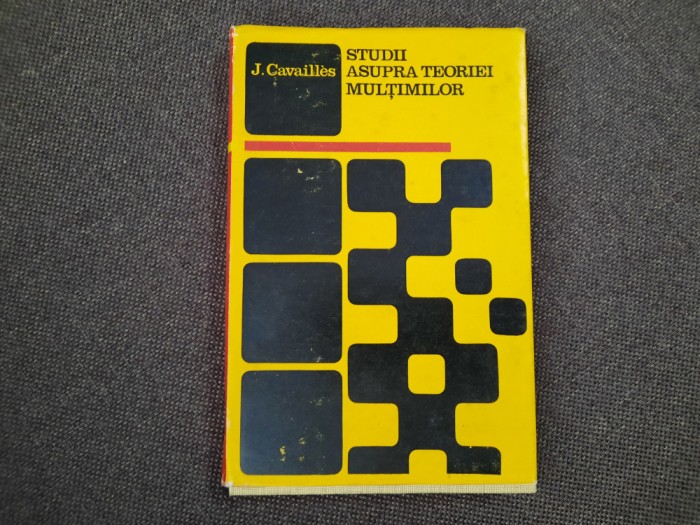 J. Cavaillès
STUDII
ASUPRA TEORIEI
MULȚIMILOR